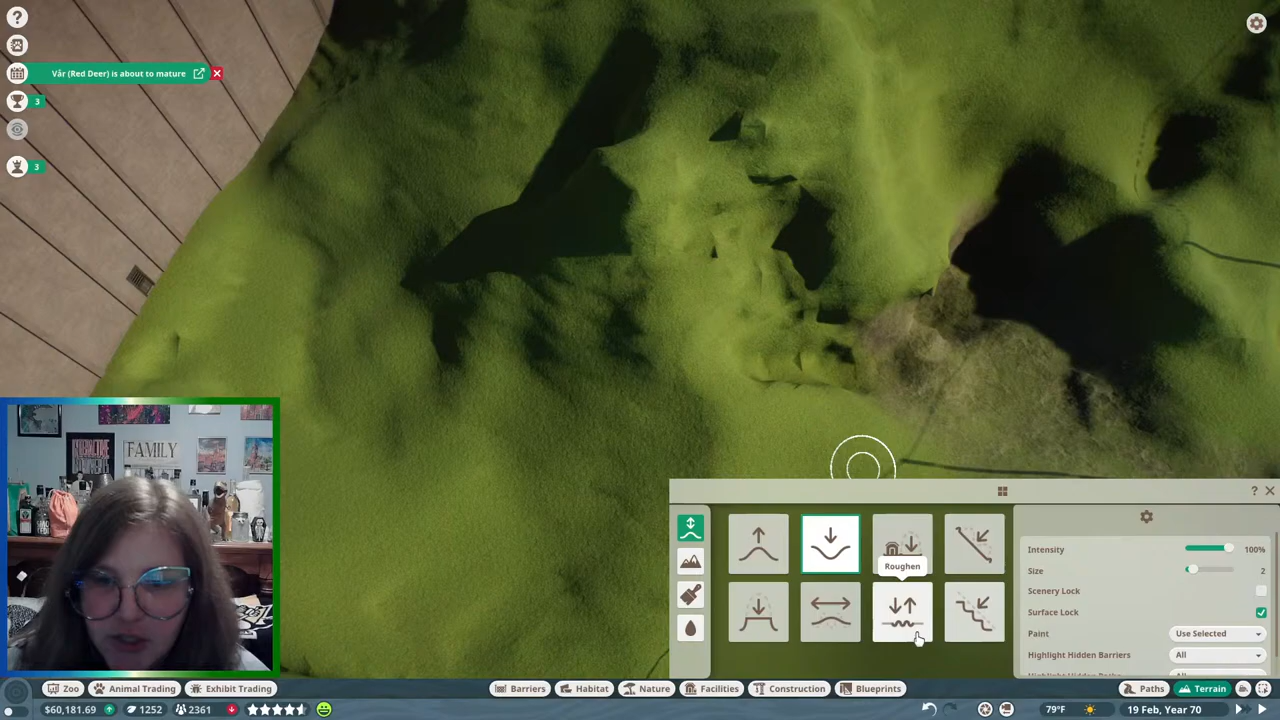 ?
Vår (Red Deer) is about to mature
3
3
FAMILY
? 
Roughen
Intensity 100%
Size 2
Scenery Lock
Surface Lock
Paint Use Selected
Highlight Hidden Barriers All
Zoo Animal Trading Exhibit Trading Barriers Habitat Nature Facilities Construction Blueprints Paths Terrain
$60,181.69 1252 2361 79°F 19 Feb, Year 70